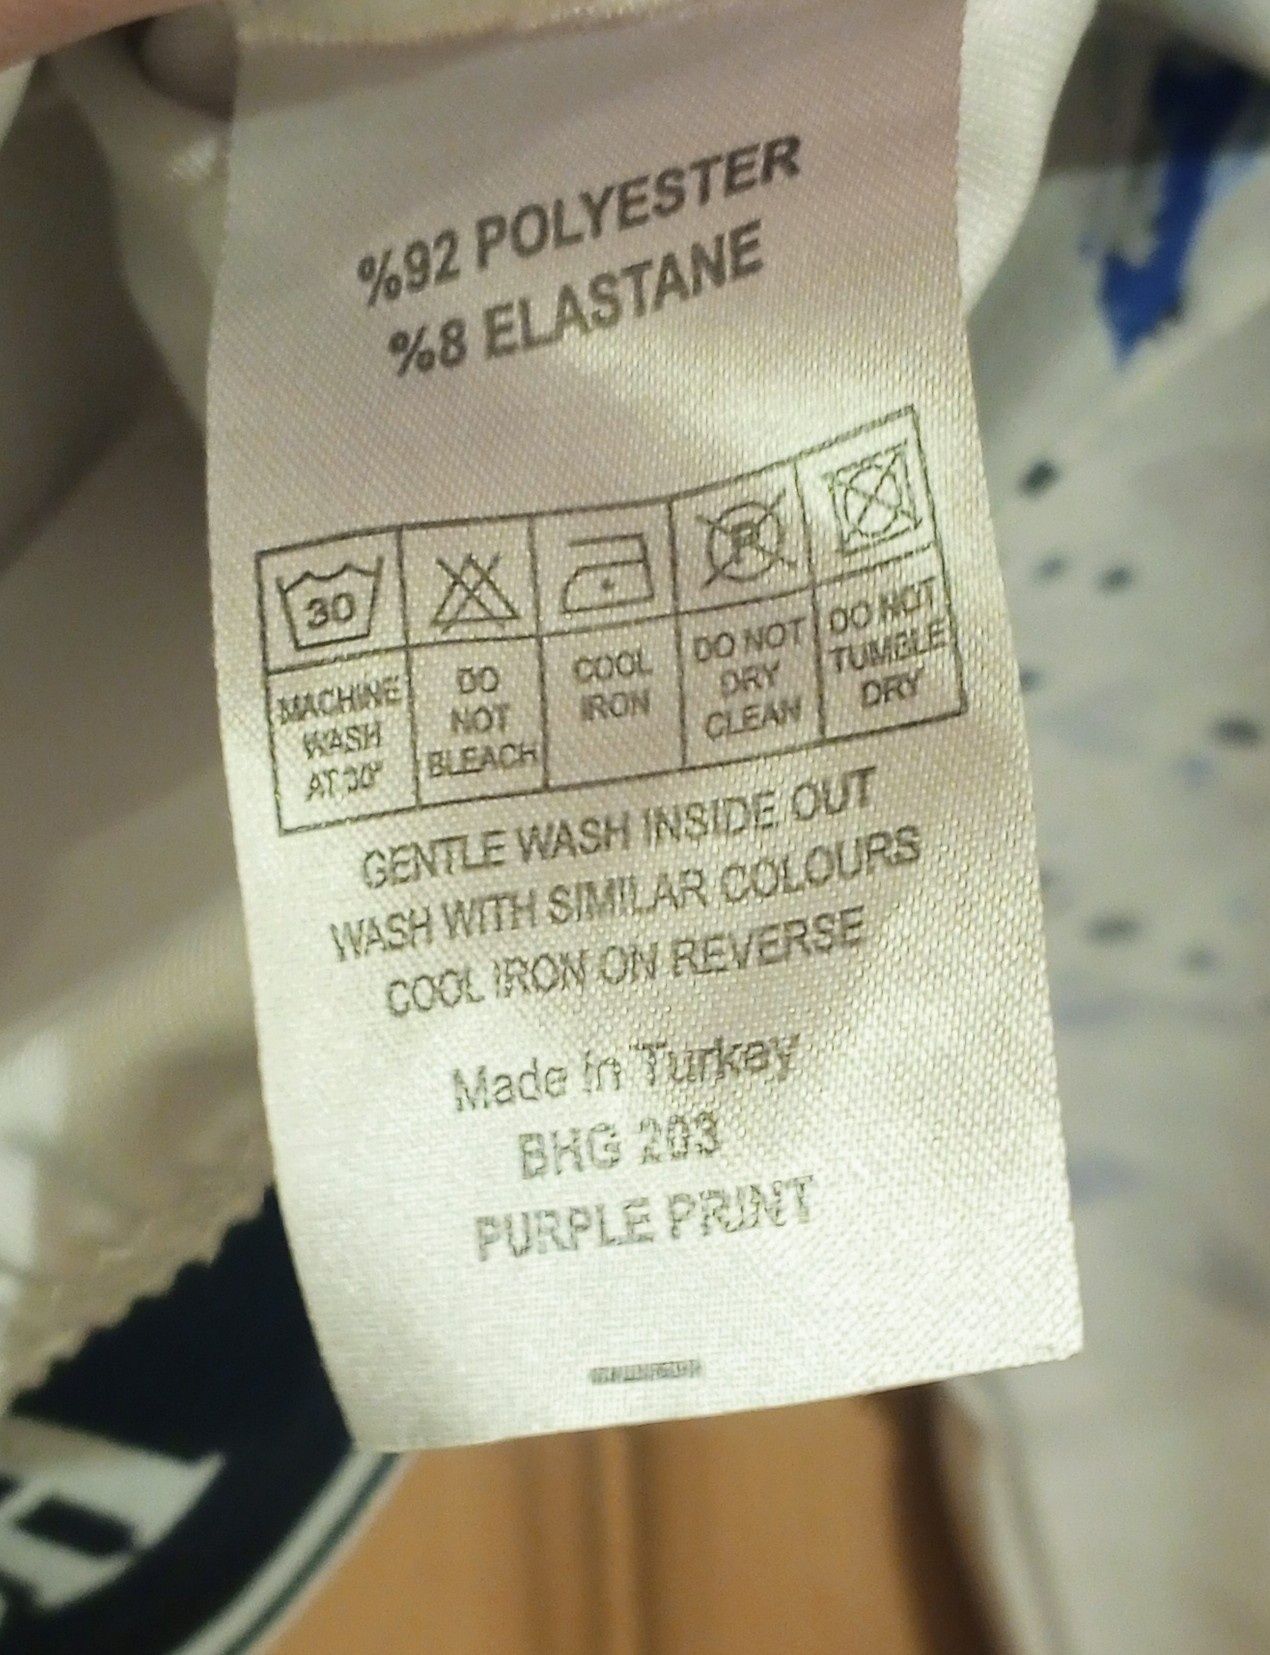 %92 POLYESTER
%8 ELASTANE
30
P
MACHINE
WASH
AT 30°
DO
NOT
BLEACH
COOL
IRON
DO NOT
DRY
CLEAN
DO NOT
TUMBLE
DRY
GENTLE WASH INSIDE OUT
WASH WITH SIMILAR COLOURS
COOL IRON ON REVERSE
Made in Turkey
BHG 203
PURPLE PRINT